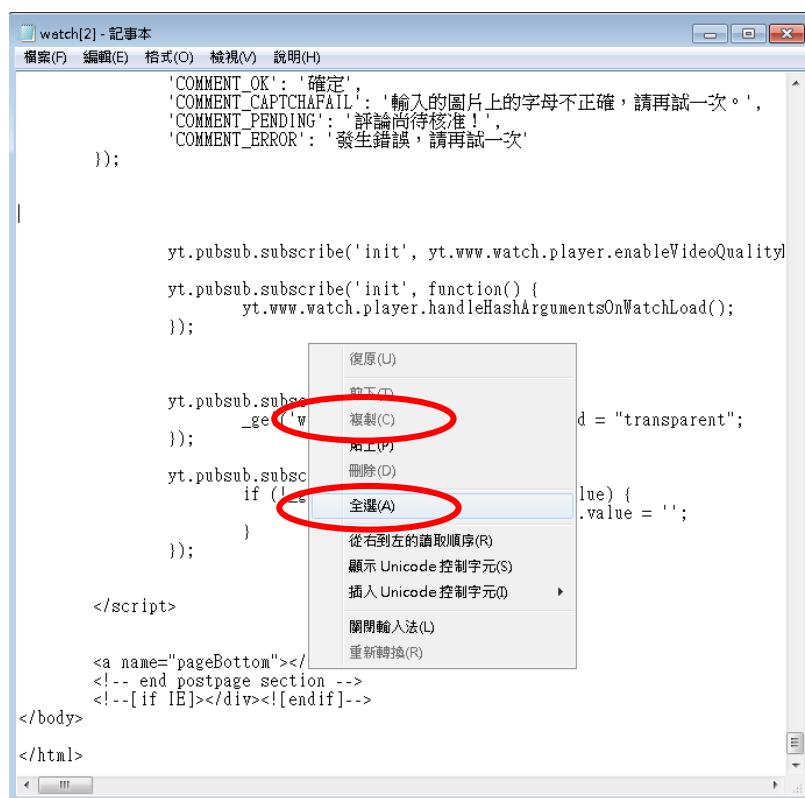 watch[2] - 記事本
檔案(F) 編輯(E) 格式(O) 檢視(V) 說明(H)
'COMMENT_OK': '確定',
'COMMENT_CAPTCHAFAIL': '輸入的圖片上的字母不正確，請再試一次。',
'COMMENT_PENDING': '評論尚待核准！',
'COMMENT_ERROR': '發生錯誤，請再試一次'
});
yt.pubsub.subscribe('init', yt.www.watch.player.enableVideoQuality
yt.pubsub.subscribe('init', function() {
yt.www.watch.player.handleHashArgumentsOnWatchLoad();
});
yt.pubsub.subsc
_ge ('w d = "transparent";
});
yt.pubsub.subsc
if (!_g lue) {
.value = '';
}
});
</script>
<a name="pageBottom"></
<!-- end postpage section -->
<!--[if IE]></div><![endif]-->
</body>
</html>
復原(U)
剪下(T)
複製(C)
貼上(P)
刪除(D)
全選(A)
從右到左的讀取順序(R)
顯示 Unicode 控制字元(S)
插入 Unicode 控制字元(I)
關閉輸入法(L)
重新轉換(R)